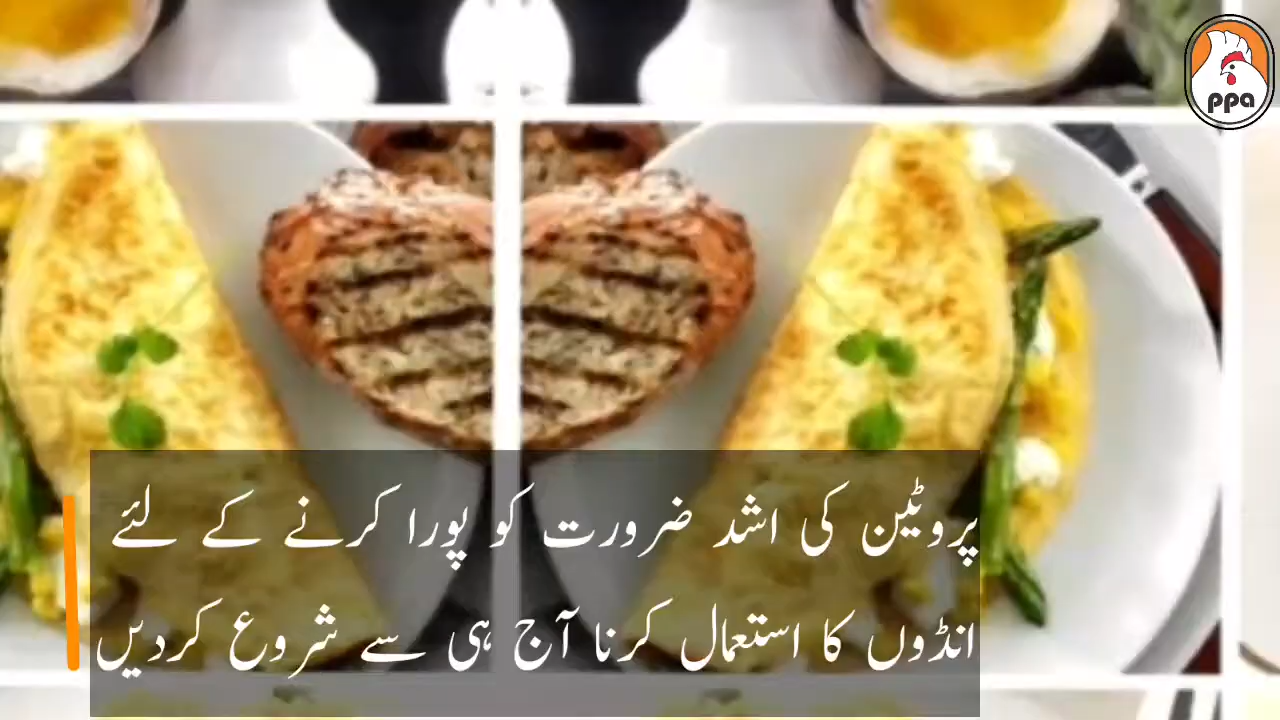 ppa
پروٹین کی اشد ضرورت کو پورا کرنے کے لئے
انڈوں کا استعمال کرنا آج ہی سے شروع کردیں